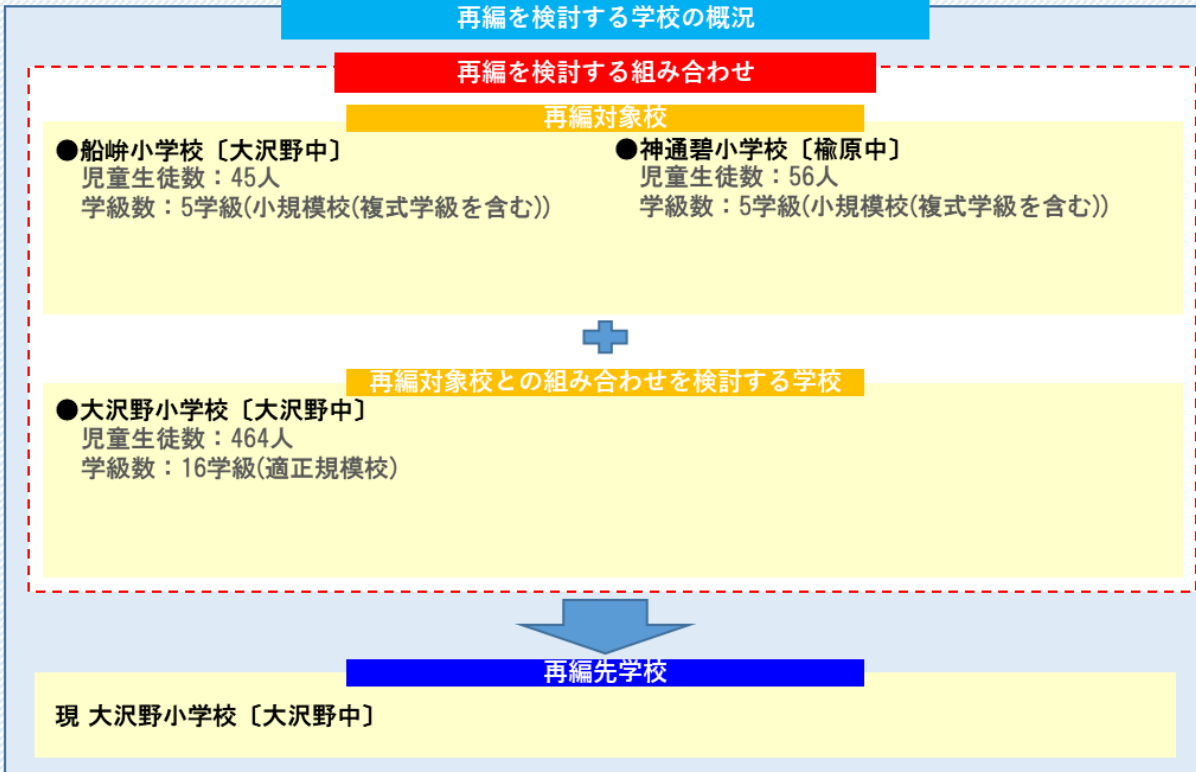 再編を検討する学校の概況
再編を検討する組み合わせ
再編対象校
●船峅小学校〔大沢野中〕
児童生徒数：45人
学級数：5学級(小規模校(複式学級を含む))
●神通碧小学校〔楡原中〕
児童生徒数：56人
学級数：5学級(小規模校(複式学級を含む))
再編対象校との組み合わせを検討する学校
●大沢野小学校〔大沢野中〕
児童生徒数：464人
学級数：16学級(適正規模校)
再編先学校
現 大沢野小学校〔大沢野中〕